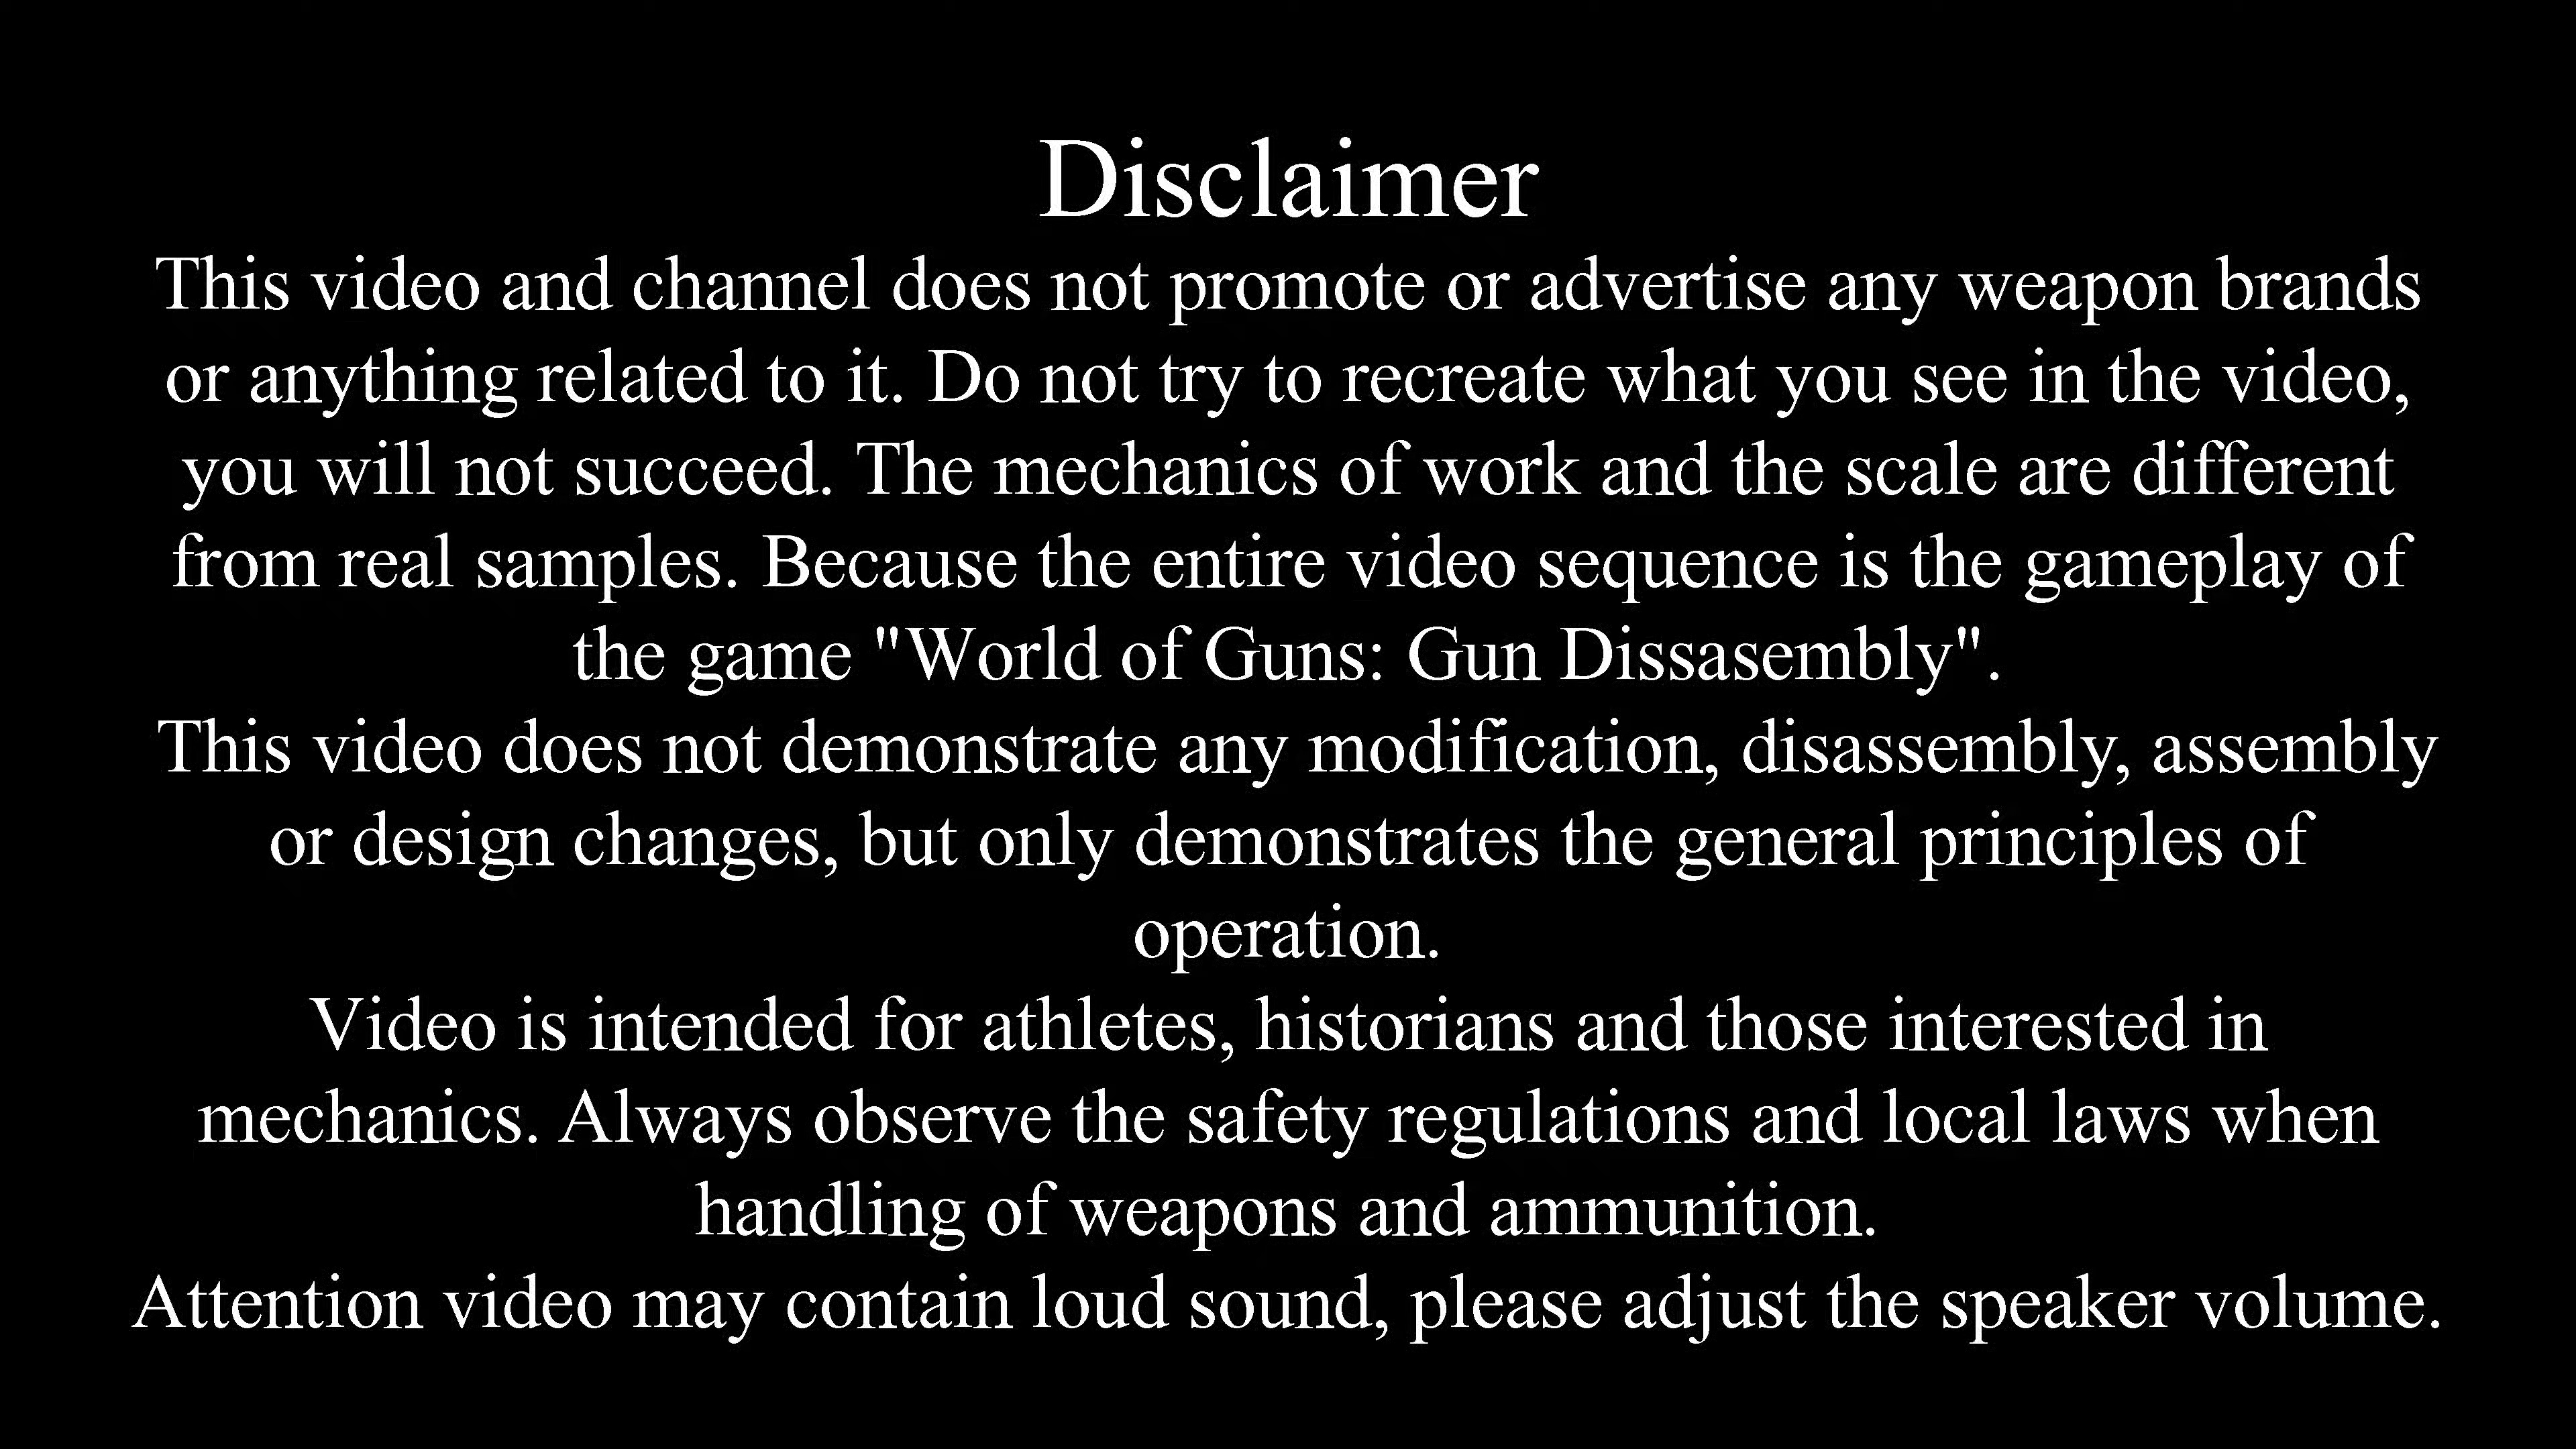 Disclaimer
This video and channel does not promote or advertise any weapon brands
or anything related to it. Do not try to recreate what you see in the video,
you will not succeed. The mechanics of work and the scale are different
from real samples. Because the entire video sequence is the gameplay of
the game "World of Guns: Gun Dissasembly".
This video does not demonstrate any modification, disassembly, assembly
or design changes, but only demonstrates the general principles of
operation.
Video is intended for athletes, historians and those interested in
mechanics. Always observe the safety regulations and local laws when
handling of weapons and ammunition.
Attention video may contain loud sound, please adjust the speaker volume.